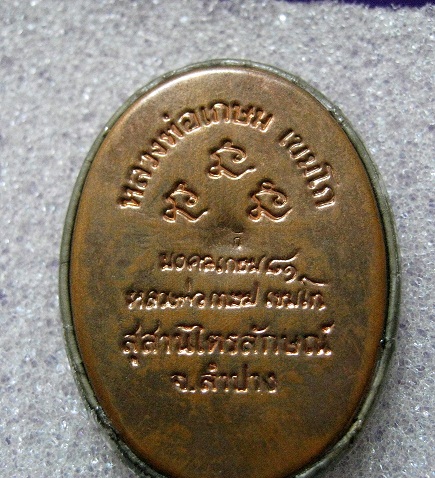 หลวงพ่อเกษม เขมโก
มงคลเกษม ๘๑
หลวงพ่อเกษม เขมโก
สุสานไตรลักษณ์
จ.ลำปาง